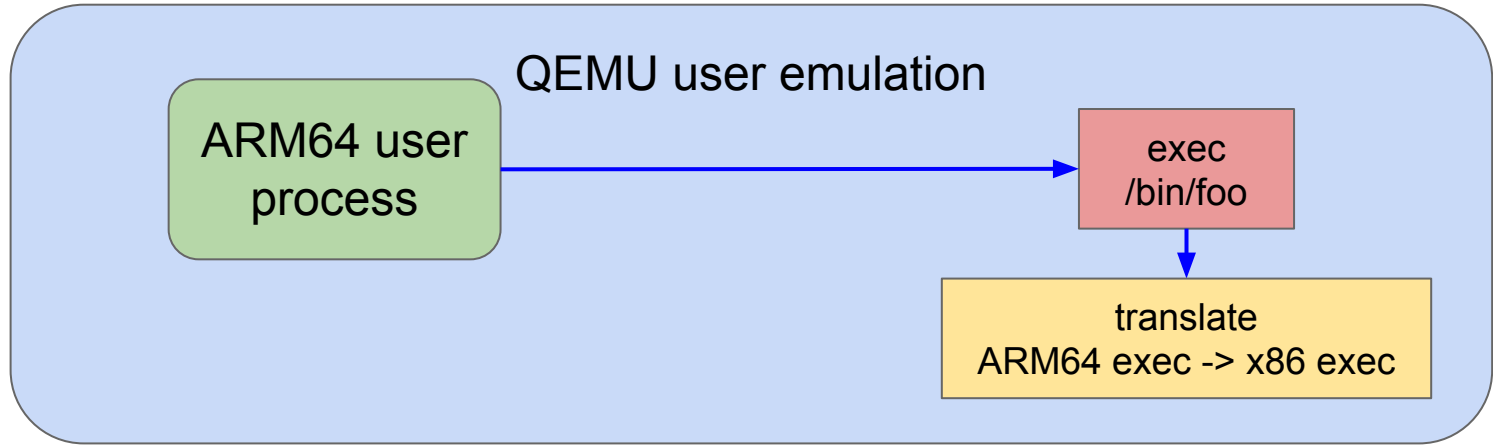 QEMU user emulation
ARM64 user
process
exec
/bin/foo
translate
ARM64 exec -> x86 exec